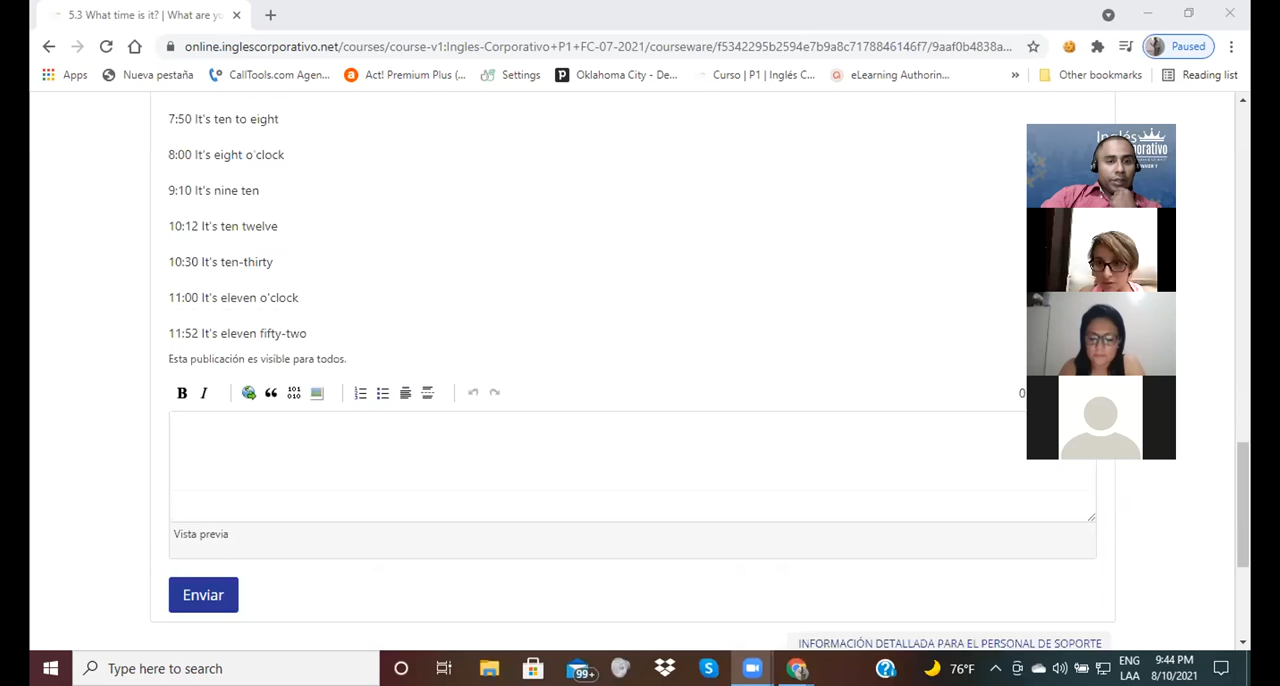 5.3 What time is it? | What are yo
online.inglescorporativo.net/courses/course-v1:Ingles-Corporativo+P1+FC-07-2021/courseware/f5342295b2594e7b9a8c7178846146f7/9aaf0b4838a...
Paused
Apps
Nueva pestaña
CallTools.com Agen...
Act! Premium Plus (...
Settings
Oklahoma City - De...
Curso | P1 | Inglés C...
eLearning Authorin...
»
Other bookmarks
Reading list
7:50 It's ten to eight
8:00 It's eight o'clock
9:10 It's nine ten
10:12 It's ten twelve
10:30 It's ten-thirty
11:00 It's eleven o'clock
11:52 It's eleven fifty-two
Esta publicación es visible para todos.
B I
101
010
0
Vista previa
Enviar
INFORMACIÓN DETALLADA PARA EL PERSONAL DE SOPORTE
Type here to search
99+
76°F
ENG
LAA
9:44 PM
8/10/2021